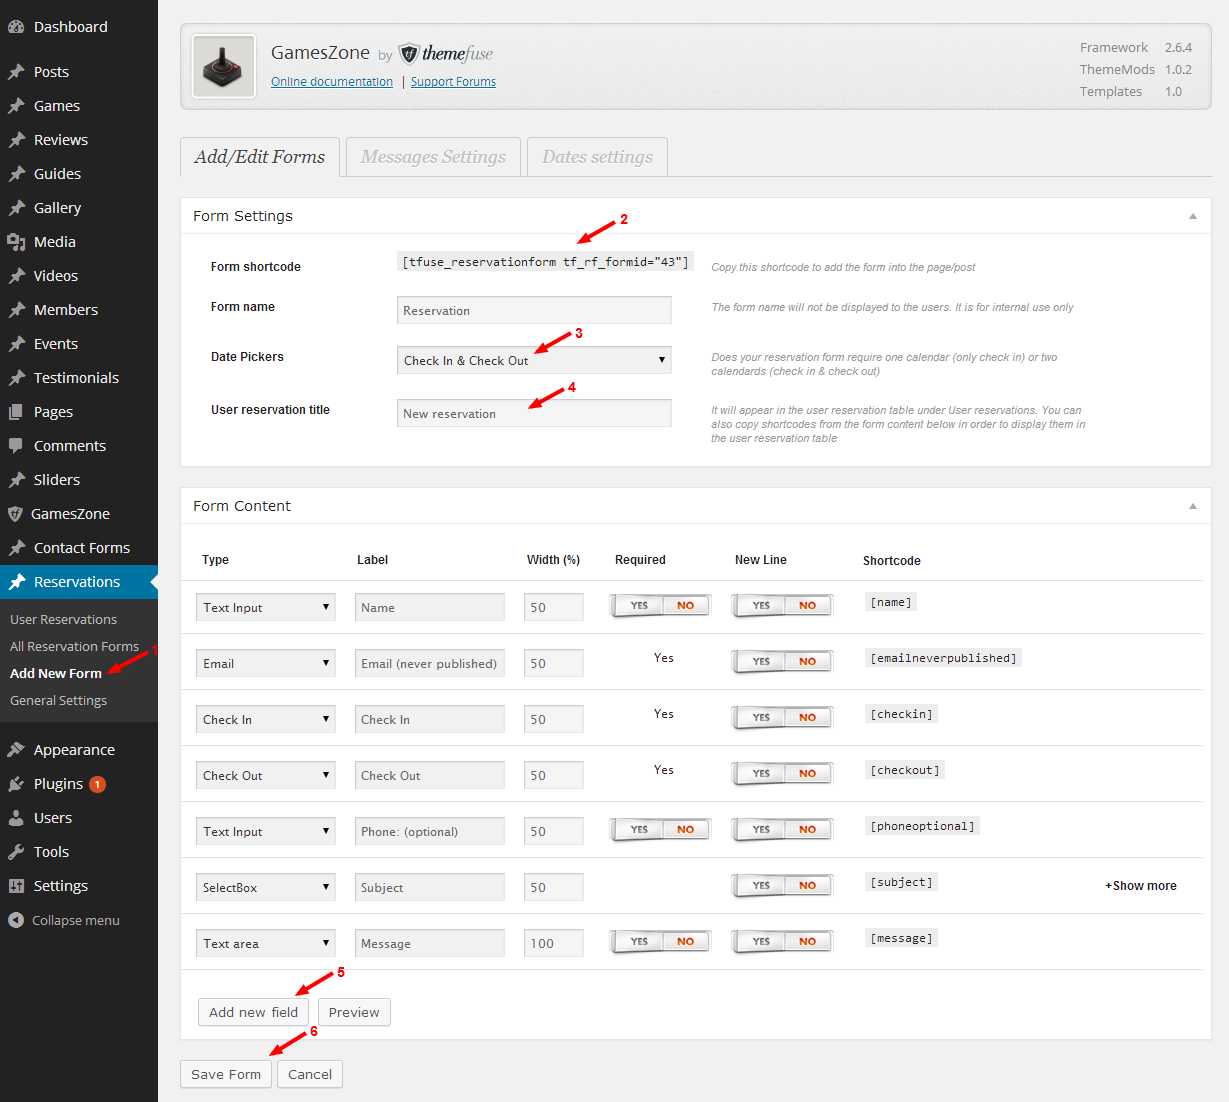 Dashboard
Posts
Games
Reviews
Guides
Gallery
Media
Videos
Members
Events
Testimonials
Pages
Comments
Sliders
GamesZone
Contact Forms
Reservations
User Reservations
All Reservation Forms
1
Add New Form
General Settings
Appearance
Plugins 1
Users
Tools
Settings
Collapse menu
GamesZone by tf themefuse
Online documentation | Support Forums
Framework 2.6.4
ThemeMods 1.0.2
Templates 1.0
Add/Edit Forms Messages Settings Dates settings
Form Settings
2
Form shortcode [tfuse_reservationform tf_rf_formid="43"] Copy this shortcode to add the form into the page/post
Form name Reservation The form name will not be displayed to the users. It is for internal use only
3
Date Pickers Check In & Check Out Does your reservation form require one calendar (only check in) or two
calendards (check in & check out)
4
User reservation title New reservation It will appear in the user reservation table under User reservations. You can
also copy shortcodes from the form content below in order to display them in
the user reservation table
Form Content
Type Label Width (%) Required New Line Shortcode
Text Input Name 50 YES NO YES NO [name]
Email Email (never published) 50 Yes YES NO [emailneverpublished]
Check In Check In 50 Yes YES NO [checkin]
Check Out Check Out 50 Yes YES NO [checkout]
Text Input Phone: (optional) 50 YES NO YES NO [phoneoptional]
SelectBox Subject 50 YES NO [subject] +Show more
Text area Message 100 YES NO YES NO [message]
5
Add new field Preview
6
Save Form Cancel